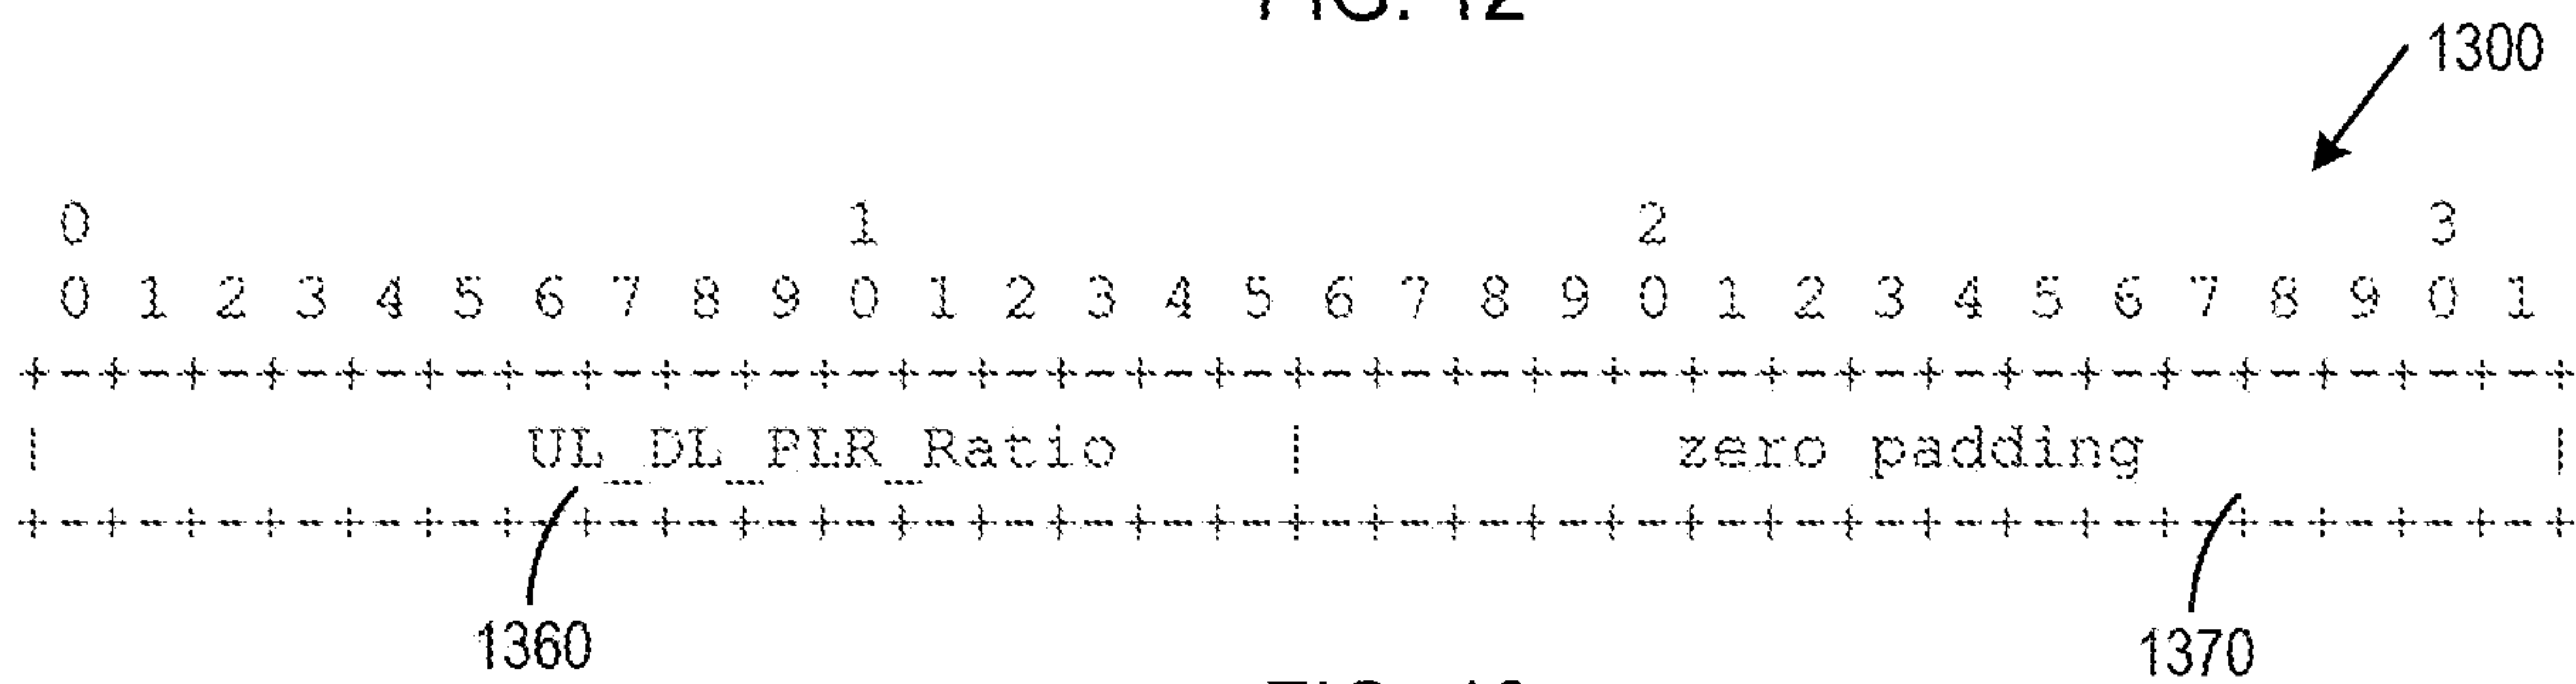 FIG. 12
1300
0 1 2 3
0 1 2 3 4 5 6 7 8 9 0 1 2 3 4 5 6 7 8 9 0 1 2 3 4 5 6 7 8 9 0 1
+-+-+-+-+-+-+-+-+-+-+-+-+-+-+-+-+-+-+-+-+-+-+-+-+-+-+-+-+-+-+-+-+
| UL_DL_PLR_Ratio | zero padding |
+-+-+-+-+-+-+-+-+-+-+-+-+-+-+-+-+-+-+-+-+-+-+-+-+-+-+-+-+-+-+-+-+
1360 1370